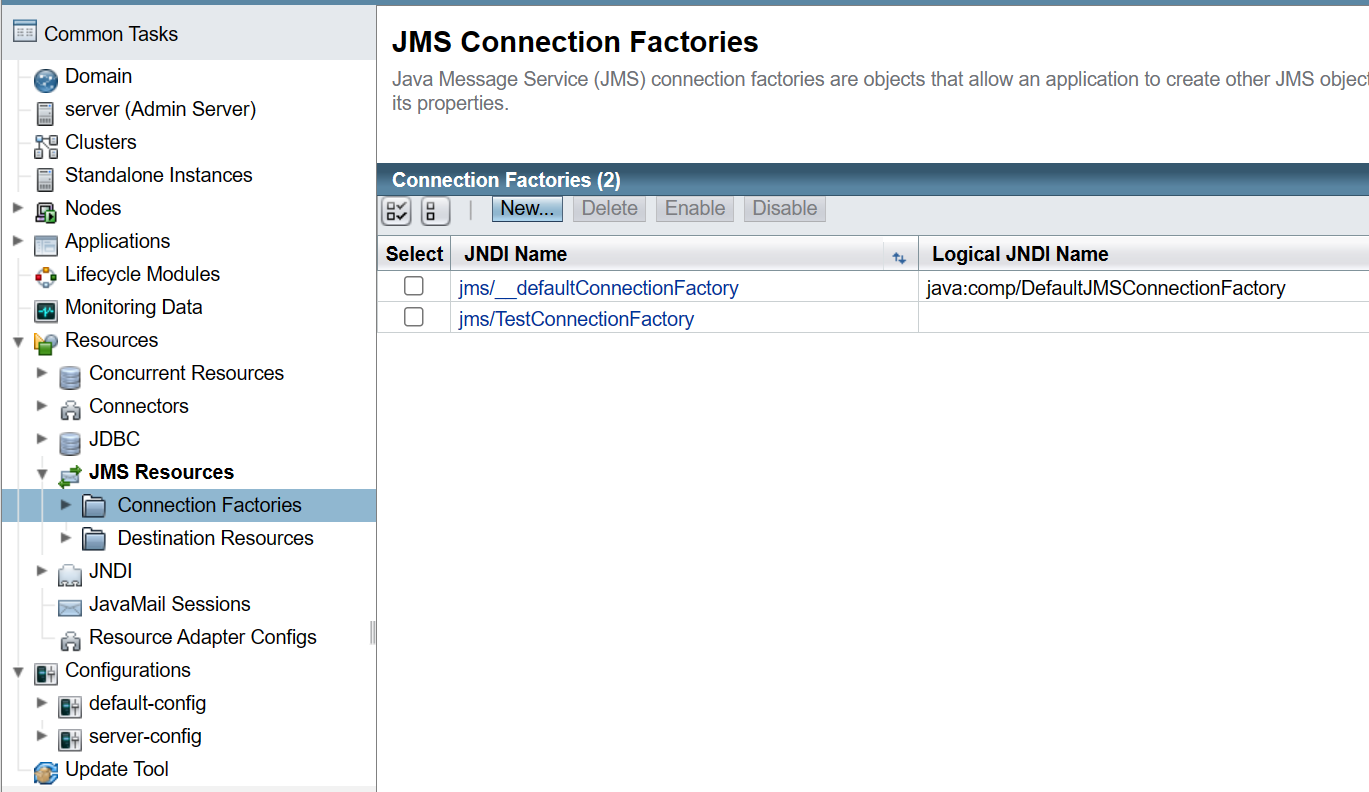 Common Tasks
Domain
server (Admin Server)
Clusters
Standalone Instances
Nodes
Applications
Lifecycle Modules
Monitoring Data
Resources
Concurrent Resources
Connectors
JDBC
JMS Resources
Connection Factories
Destination Resources
JNDI
JavaMail Sessions
Resource Adapter Configs
Configurations
default-config
server-config
Update Tool
JMS Connection Factories
Java Message Service (JMS) connection factories are objects that allow an application to create other JMS object
its properties.
Connection Factories (2)
New... Delete Enable Disable
Select JNDI Name Logical JNDI Name
jms/__defaultConnectionFactory java:comp/DefaultJMSConnectionFactory
jms/TestConnectionFactory